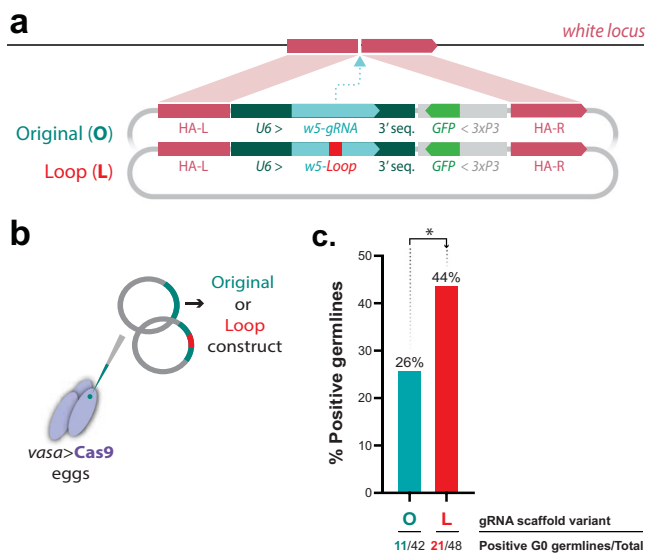 a
white locus
Original (O)
HA-L U6 > w5-gRNA 3' seq. GFP < 3xP3 HA-R
Loop (L)
HA-L U6 > w5-Loop 3' seq. GFP < 3xP3 HA-R
b
Original
or
Loop
construct
vasa>Cas9
eggs
c.
% Positive germlines
50
40
30
20
10
0
*
26%
44%
O L gRNA scaffold variant
11/42 21/48 Positive G0 germlines/Total